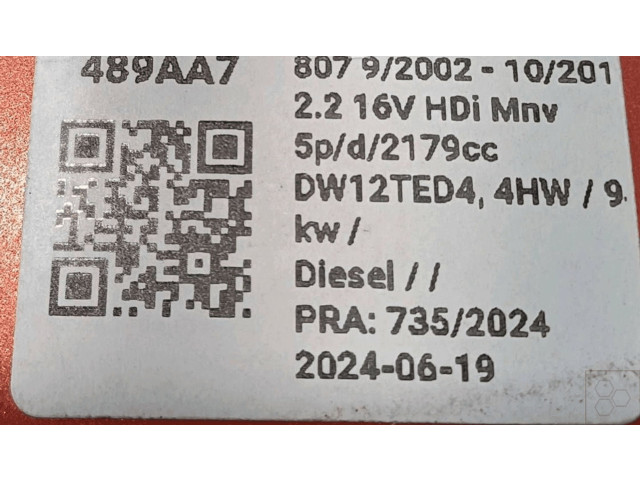 489AA7
807 9/2002 - 10/201
2.2 16V HDi Mnv
5p/d/2179cc
DW12TED4, 4HW / 9
kw /
Diesel / /
PRA: 735/2024
2024-06-19